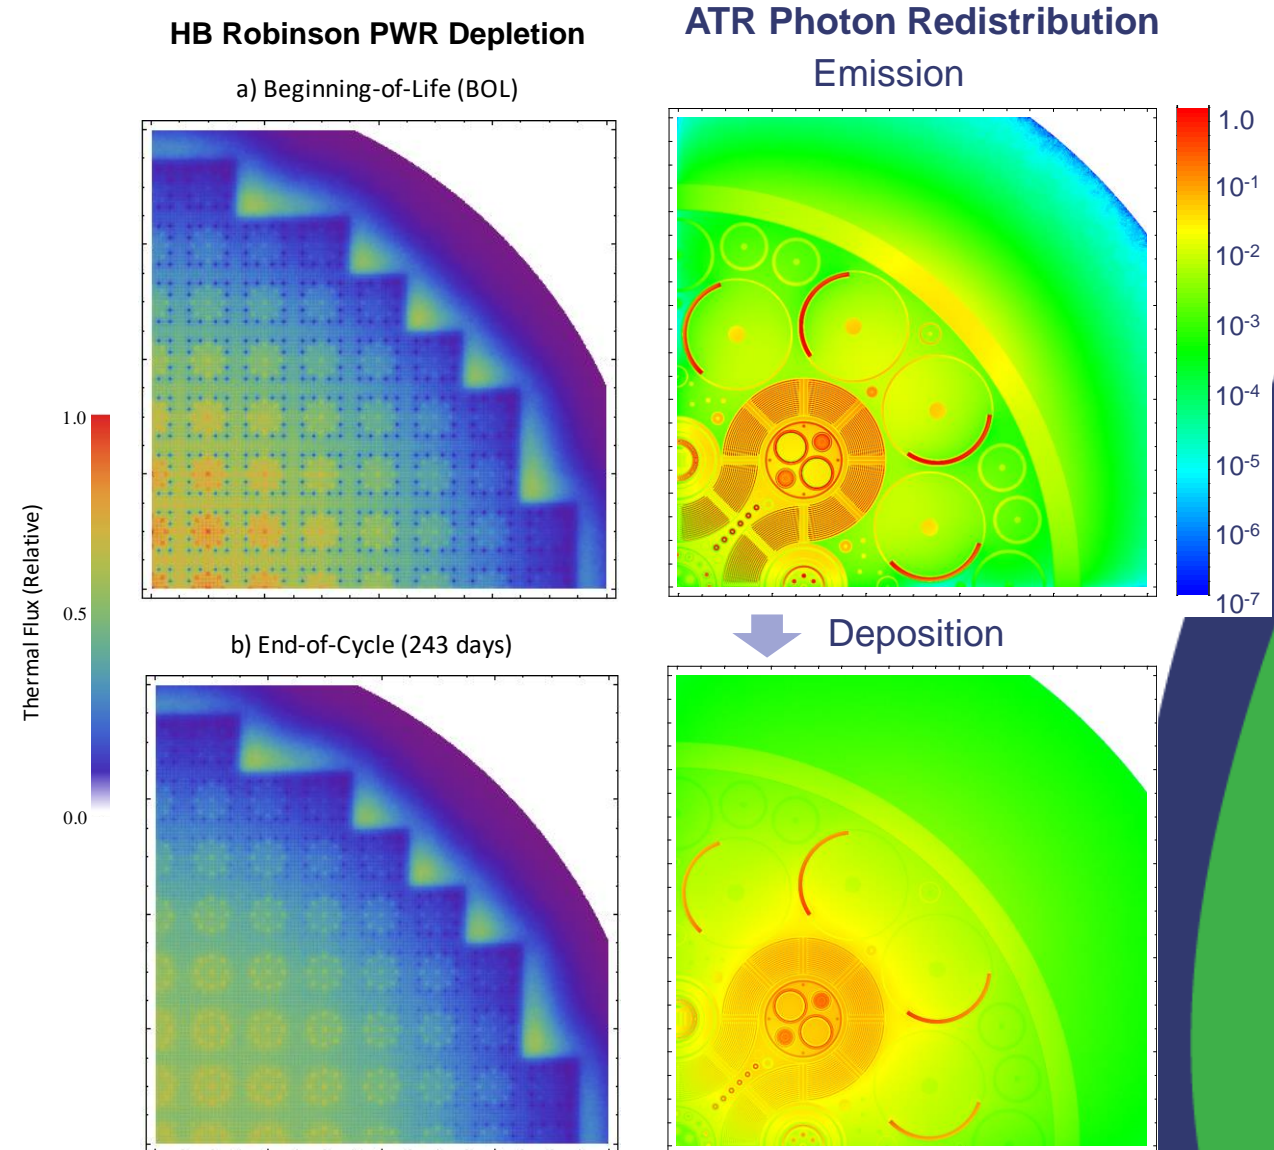 HB Robinson PWR Depletion
a) Beginning-of-Life (BOL)
Thermal Flux (Relative)
1.0
0.5
0.0
b) End-of-Cycle (243 days)
ATR Photon Redistribution
Emission
1.0
10-1
10-2
10-3
10-4
10-5
10-6
10-7
Deposition